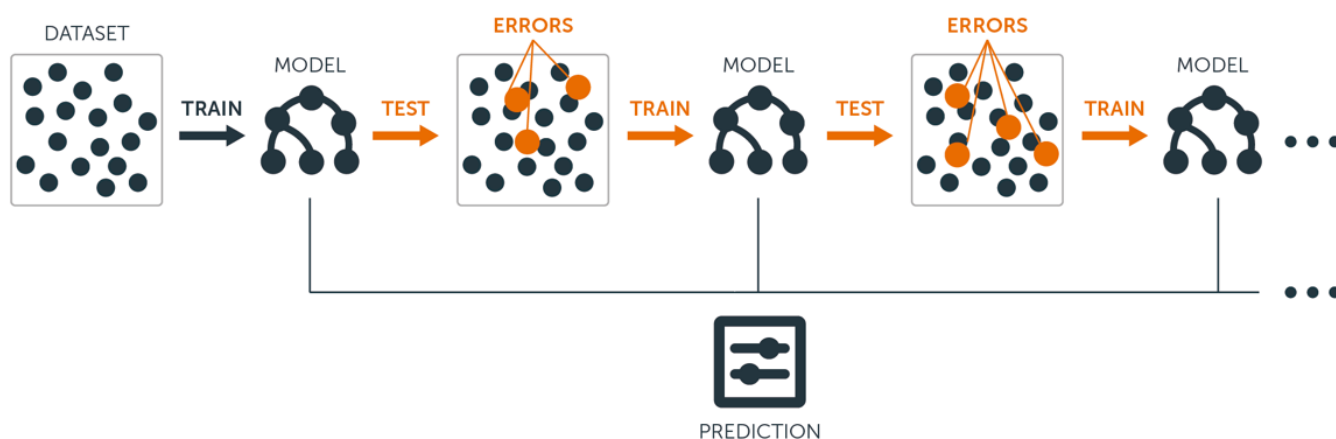 DATASET
TRAIN
MODEL
TEST
ERRORS
TRAIN
MODEL
TEST
ERRORS
TRAIN
MODEL
PREDICTION